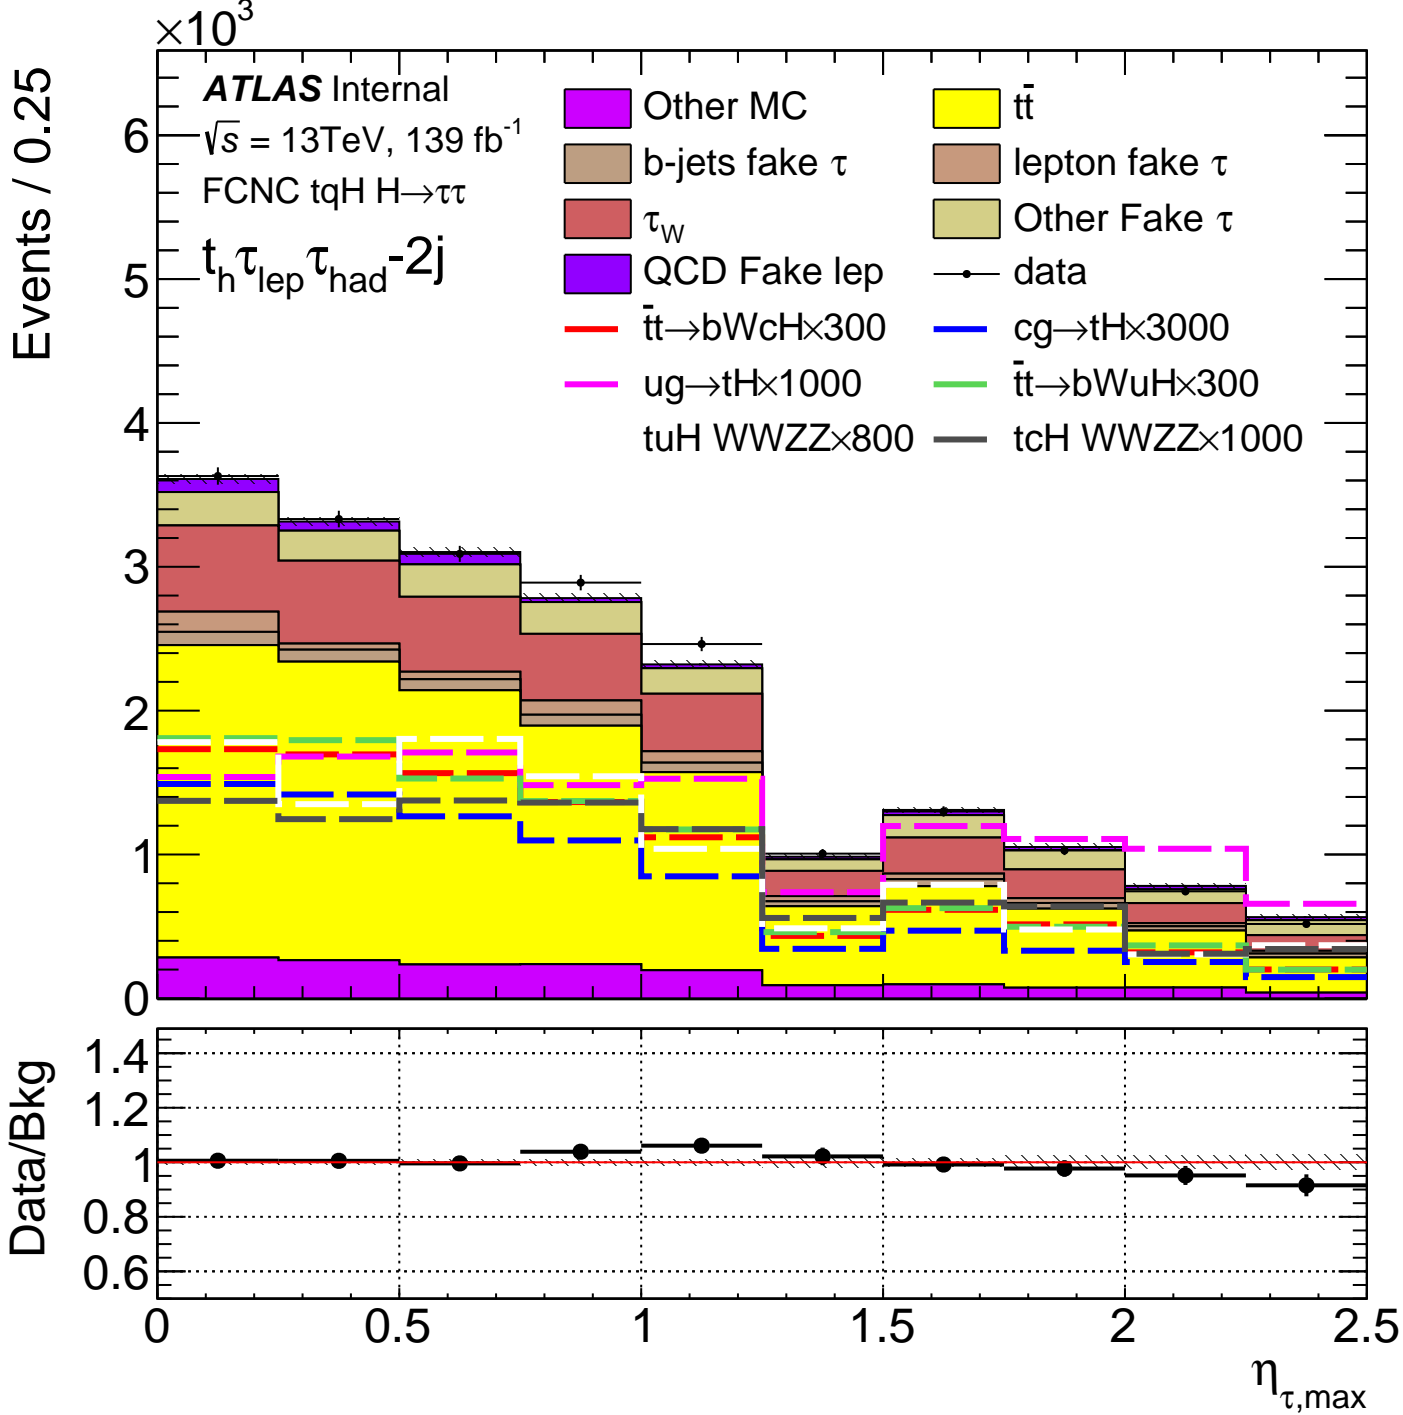 ×10³
Events / 0.25
ATLAS Internal
√s = 13TeV, 139 fb⁻¹
FCNC tqH H→ττ
t_h τ_lep τ_had-2j
Other MC
tt̄
b-jets fake τ
lepton fake τ
τ_W
Other Fake τ
QCD Fake lep
data
t̄t→bWcH×300
cg→tH×3000
ug→tH×1000
t̄t→bWuH×300
tuH WWZZ×800
tcH WWZZ×1000
6
5
4
3
2
1
0
Data/Bkg
1.4
1.2
1
0.8
0.6
0 0.5 1 1.5 2 2.5
η_τ,max